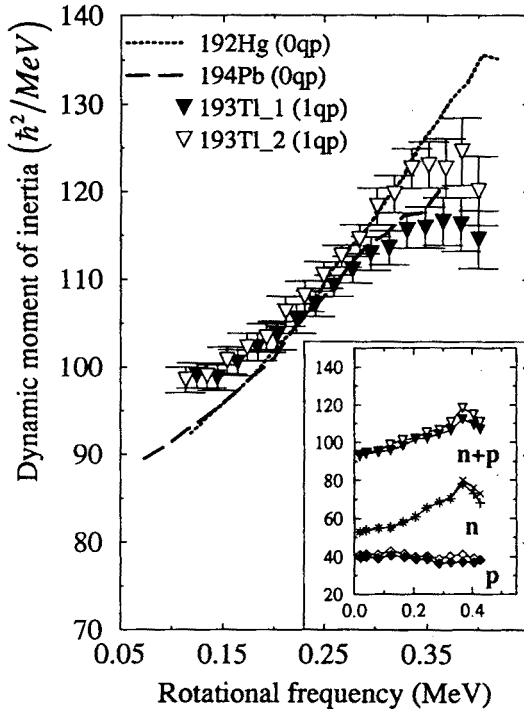 Dynamic moment of inertia (ℏ²/MeV)
140
130
120
110
100
90
80
70
192Hg (0qp)
194Pb (0qp)
193Tl_1 (1qp)
193Tl_2 (1qp)
140
120
100
80
60
40
20
n+p
n
p
0.0 0.2 0.4
0.05 0.15 0.25 0.35 0.45
Rotational frequency (MeV)